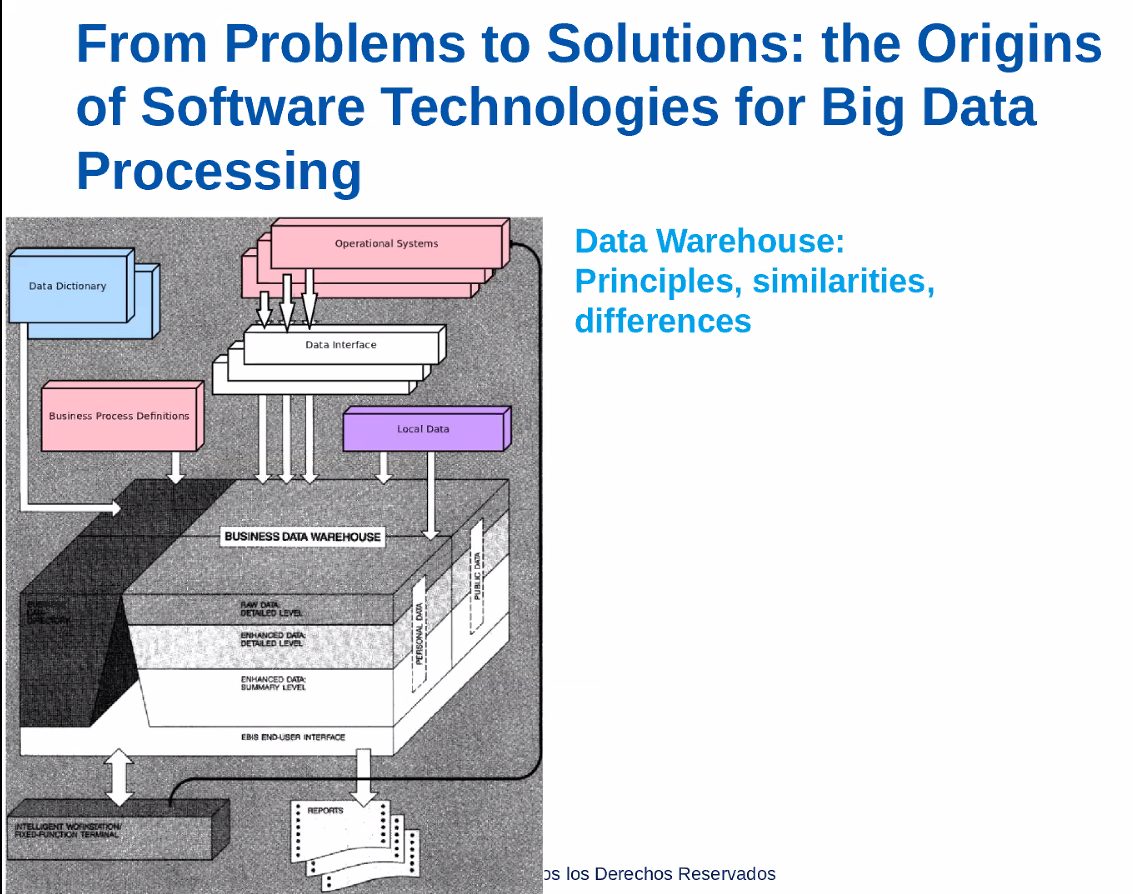 From Problems to Solutions: the Origins
of Software Technologies for Big Data
Processing
Data Warehouse:
Principles, similarities,
differences
Operational Systems
Data Dictionary
Data Interface
Business Process Definitions
Local Data
BUSINESS DATA WAREHOUSE
PUBLIC DATA
PERSONAL DATA
DIRECTORY
RAW DATA:
DETAILED LEVEL
ENHANCED DATA:
DETAILED LEVEL
ENHANCED DATA:
SUMMARY LEVEL
EBIS END-USER INTERFACE
INTELLIGENT WORKSTATION/
FIXED-FUNCTION TERMINAL
REPORTS
os los Derechos Reservados